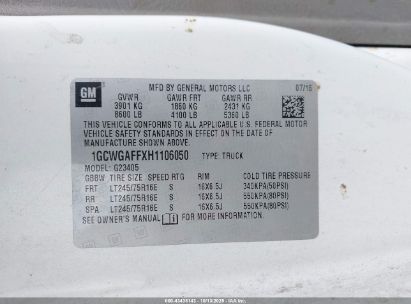 GM
MFD BY GENERAL MOTORS LLC
07/16
GVWR GAWR FRT GAWR RR
3901 KG 1860 KG 2431 KG
8600 LB 4100 LB 5360 LB
THIS VEHICLE CONFORMS TO ALL APPLICABLE U.S. FEDERAL MOTOR
VEHICLE SAFETY STANDARDS IN EFFECT ON THE DATE OF
MANUFACTURE SHOWN ABOVE.
1GCWGAFFXH1106050 TYPE: TRUCK
MODEL: G23405
GBBW TIRE SIZE SPEED RTG RIM COLD TIRE PRESSURE
FRT LT245/75R16E S 16X6.5J 345KPA(50PSI)
RR LT245/75R16E S 16X6.5J 550KPA(80PSI)
SPA LT245/75R16E S 16X6.5J 550KPA(80PSI)
SEE OWNER'S MANUAL FOR ADDITIONAL INFORMATION